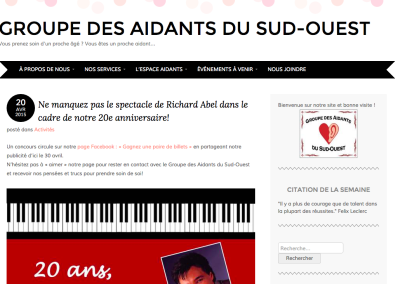 GROUPE DES AIDANTS DU SUD-OUEST
Vous prenez soin d'un proche âgé ? Vous êtes un proche aidant...
À PROPOS DE NOUS
NOS SERVICES
L'ESPACE AIDANTS
ÉVÉNEMENTS À VENIR
NOUS JOINDRE
20
AVR
2015
Ne manquez pas le spectacle de Richard Abel dans le
cadre de notre 20e anniversaire!
posté dans Activités
Un concours circule sur notre page Facebook : « Gagnez une paire de billets » en partageant notre
publicité d'ici le 30 avril.
N'hésitez pas à « aimer » notre page pour rester en contact avec le Groupe des Aidants du Sud-Ouest
et recevoir nos pensées et trucs pour prendre soin de soi!
20 ans,
Bienvenue sur notre site et bonne visite !
GROUPE DES AIDANTS
DU SUD-OUEST
CITATION DE LA SEMAINE
"Il y a plus de courage que de talent dans
la plupart des réussites." Felix Leclerc
Recherche...
Rechercher